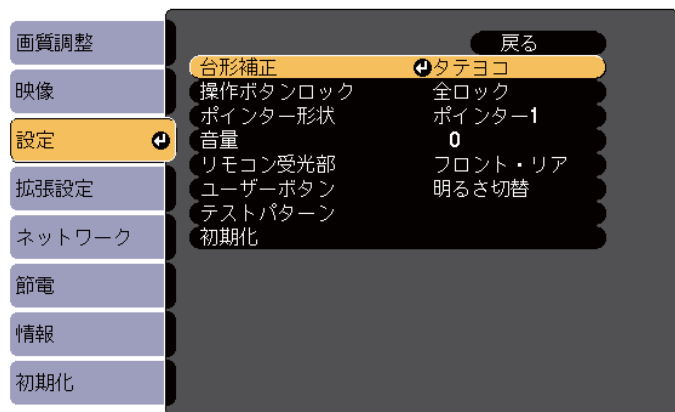 画質調整
映像
設定
拡張設定
ネットワーク
節電
情報
初期化
戻る
台形補正 タテヨコ
操作ボタンロック 全ロック
ポインター形状 ポインター1
音量 0
リモコン受光部 フロント・リア
ユーザーボタン 明るさ切替
テストパターン
初期化